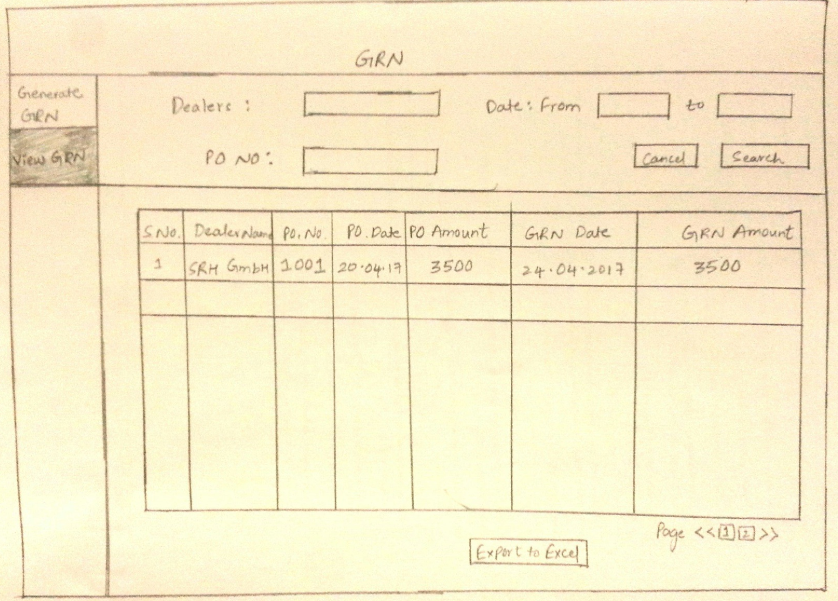 GRN
Generate
GRN
View GRN
Dealers :
Date: From
to
PO NO:
Cancel
Search
S No. Dealer Name PO. No. PO. Date PO Amount GRN Date GRN Amount
1 SRH GmbH 1001 20.04.17 3500 24.04.2017 3500
Page <<1 2>>
Export to Excel